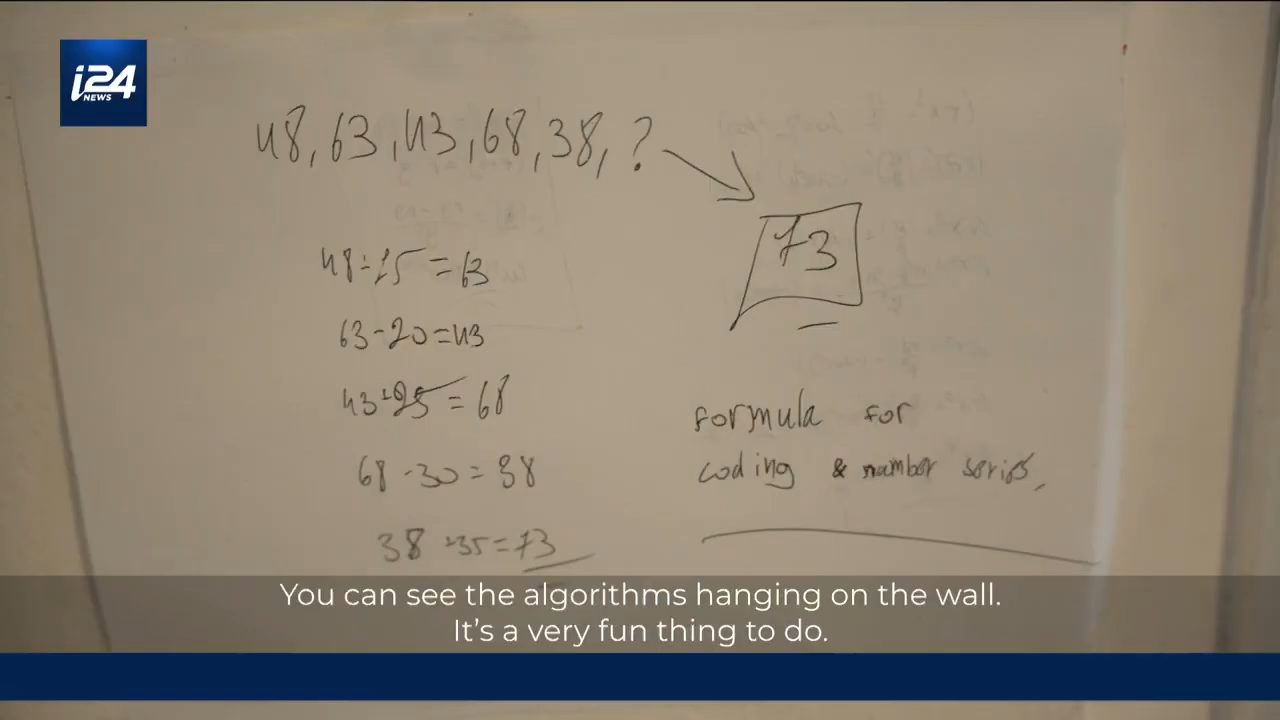 i24
NEWS
48, 63, 43, 68, 38, ?
73
48+15=63
63-20=43
43+25=68
68-30=38
38+35=73
formula for
coding & number series,
You can see the algorithms hanging on the wall.
It's a very fun thing to do.